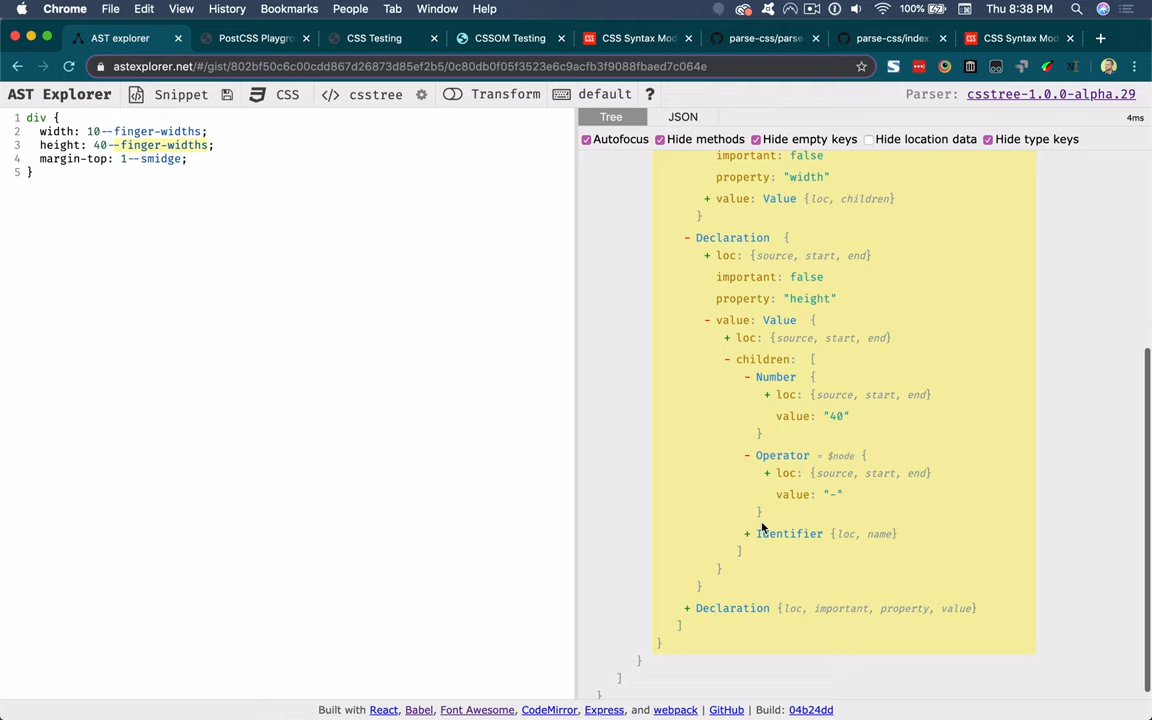 Chrome File Edit View History Bookmarks People Tab Window Help 100% Thu 8:38 PM
AST explorer PostCSS Playgro CSS Testing CSSOM Testing CSS Syntax Mod parse-css/parse parse-css/index. CSS Syntax Mod
astexplorer.net/#/gist/802bf50c6c00cdd867d26873d85ef2b5/0c80db0f05f3523e6c9acfb3f9088fbaed7c064e
AST Explorer Snippet CSS </> csstree Transform default ? Parser: csstree-1.0.0-alpha.29
1 div {
2 width: 10--finger-widths;
3 height: 40--finger-widths;
4 margin-top: 1--smidge;
5 }
Tree JSON 4ms
Autofocus Hide methods Hide empty keys Hide location data Hide type keys
important: false
property: "width"
+ value: Value {loc, children}
}
- Declaration {
+ loc: {source, start, end}
important: false
property: "height"
- value: Value {
+ loc: {source, start, end}
- children: [
- Number {
+ loc: {source, start, end}
value: "40"
}
- Operator = $node {
+ loc: {source, start, end}
value: "-"
}
+ Identifier {loc, name}
]
}
}
+ Declaration {loc, important, property, value}
]
}
}
]
}
Built with React, Babel, Font Awesome, CodeMirror, Express, and webpack | GitHub | Build: 04b24dd